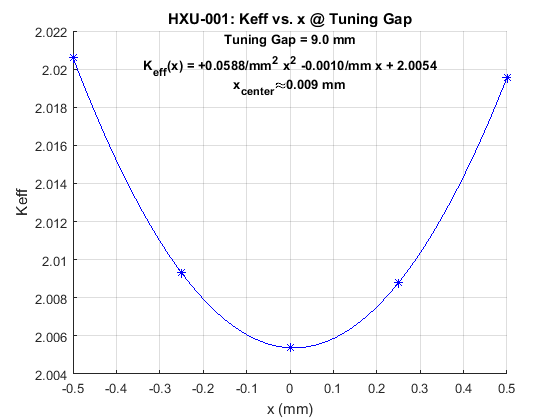 HXU-001: Keff vs. x @ Tuning Gap
Tuning Gap = 9.0 mm
K_eff(x) = +0.0588/mm² x² -0.0010/mm x + 2.0054
x_center≈0.009 mm
2.022
2.02
2.018
2.016
2.014
2.012
2.01
2.008
2.006
2.004
Keff
-0.5 -0.4 -0.3 -0.2 -0.1 0 0.1 0.2 0.3 0.4 0.5
x (mm)